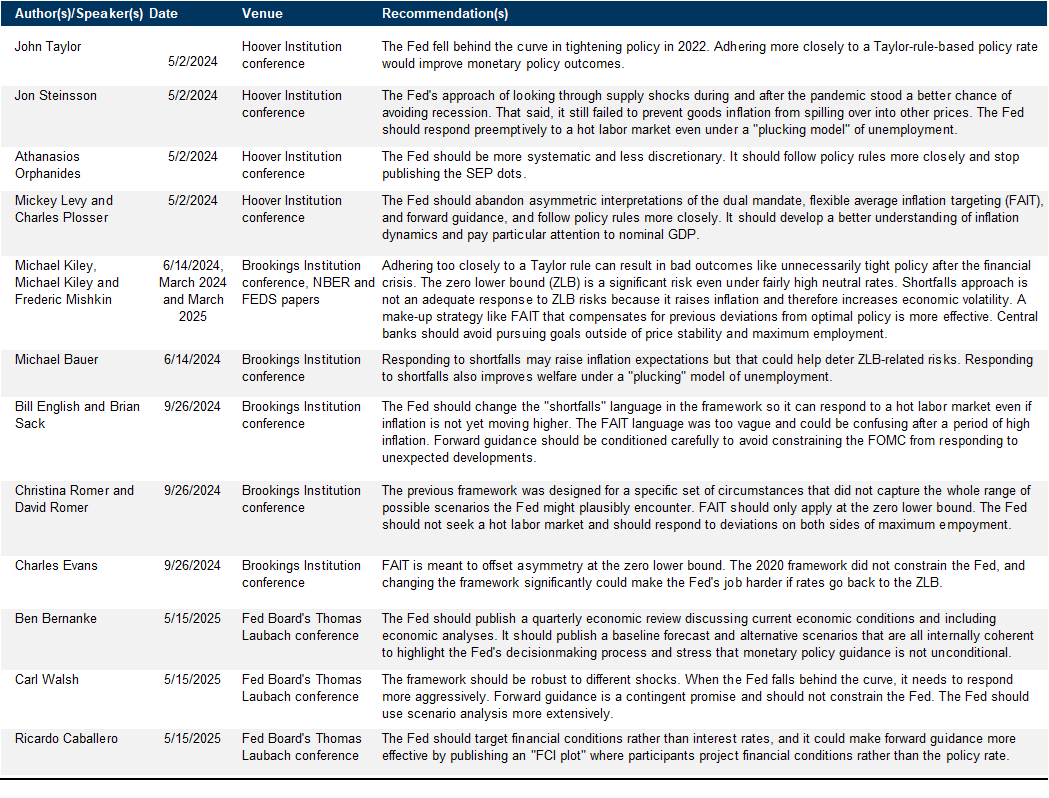 Author(s)/Speaker(s) Date Venue Recommendation(s)
John Taylor
5/2/2024
Hoover Institution
conference
The Fed fell behind the curve in tightening policy in 2022. Adhering more closely to a Taylor-rule-based policy rate
would improve monetary policy outcomes.
Jon Steinsson
5/2/2024
Hoover Institution
conference
The Fed's approach of looking through supply shocks during and after the pandemic stood a better chance of
avoiding recession. That said, it still failed to prevent goods inflation from spilling over into other prices. The Fed
should respond preemptively to a hot labor market even under a "plucking model" of unemployment.
Athanasios
Orphanides
5/2/2024
Hoover Institution
conference
The Fed should be more systematic and less discretionary. It should follow policy rules more closely and stop
publishing the SEP dots.
Mickey Levy and
Charles Plosser
5/2/2024
Hoover Institution
conference
The Fed should abandon asymmetric interpretations of the dual mandate, flexible average inflation targeting (FAIT),
and forward guidance, and follow policy rules more closely. It should develop a better understanding of inflation
dynamics and pay particular attention to nominal GDP.
Michael Kiley,
Michael Kiley and
Frederic Mishkin
6/14/2024,
March 2024
and March
2025
Brookings Institution
conference, NBER and
FEDS papers
Adhering too closely to a Taylor rule can result in bad outcomes like unnecessarily tight policy after the financial
crisis. The zero lower bound (ZLB) is a significant risk even under fairly high neutral rates. Shortfalls approach is
not an adequate response to ZLB risks because it raises inflation and therefore increases economic volatility. A
make-up strategy like FAIT that compensates for previous deviations from optimal policy is more effective. Central
banks should avoid pursuing goals outside of price stability and maximum employment.
Michael Bauer
6/14/2024
Brookings Institution
conference
Responding to shortfalls may raise inflation expectations but that could help deter ZLB-related risks. Responding
to shortfalls also improves welfare under a "plucking" model of unemployment.
Bill English and Brian
Sack
9/26/2024
Brookings Institution
conference
The Fed should change the "shortfalls" language in the framework so it can respond to a hot labor market even if
inflation is not yet moving higher. The FAIT language was too vague and could be confusing after a period of high
inflation. Forward guidance should be conditioned carefully to avoid constraining the FOMC from responding to
unexpected developments.
Christina Romer and
David Romer
9/26/2024
Brookings Institution
conference
The previous framework was designed for a specific set of circumstances that did not capture the whole range of
possible scenarios the Fed might plausibly encounter. FAIT should only apply at the zero lower bound. The Fed
should not seek a hot labor market and should respond to deviations on both sides of maximum empoyment.
Charles Evans
9/26/2024
Brookings Institution
conference
FAIT is meant to offset asymmetry at the zero lower bound. The 2020 framework did not constrain the Fed, and
changing the framework significantly could make the Fed's job harder if rates go back to the ZLB.
Ben Bernanke
5/15/2025
Fed Board's Thomas
Laubach conference
The Fed should publish a quarterly economic review discussing current economic conditions and including
economic analyses. It should publish a baseline forecast and alternative scenarios that are all internally coherent
to highlight the Fed's decisionmaking process and stress that monetary policy guidance is not unconditional.
Carl Walsh
5/15/2025
Fed Board's Thomas
Laubach conference
The framework should be robust to different shocks. When the Fed falls behind the curve, it needs to respond
more aggressively. Forward guidance is a contingent promise and should not constrain the Fed. The Fed should
use scenario analysis more extensively.
Ricardo Caballero
5/15/2025
Fed Board's Thomas
Laubach conference
The Fed should target financial conditions rather than interest rates, and it could make forward guidance more
effective by publishing an "FCI plot" where participants project financial conditions rather than the policy rate.